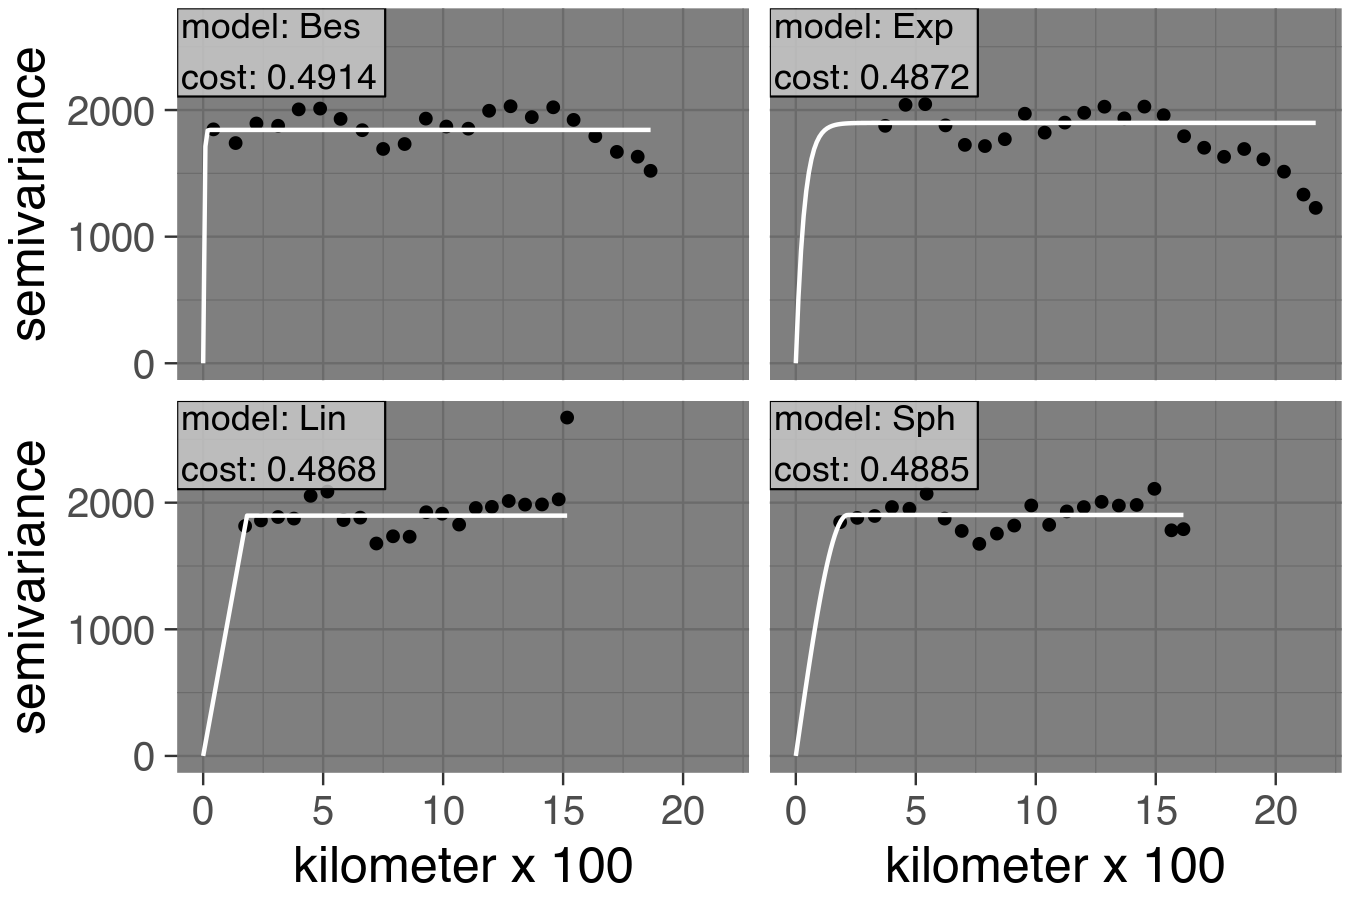 model: Bes
cost: 0.4914
model: Exp
cost: 0.4872
semivariance
2000
1000
0
model: Lin
cost: 0.4868
model: Sph
cost: 0.4885
semivariance
2000
1000
0
0 5 10 15 20
0 5 10 15 20
kilometer x 100
kilometer x 100